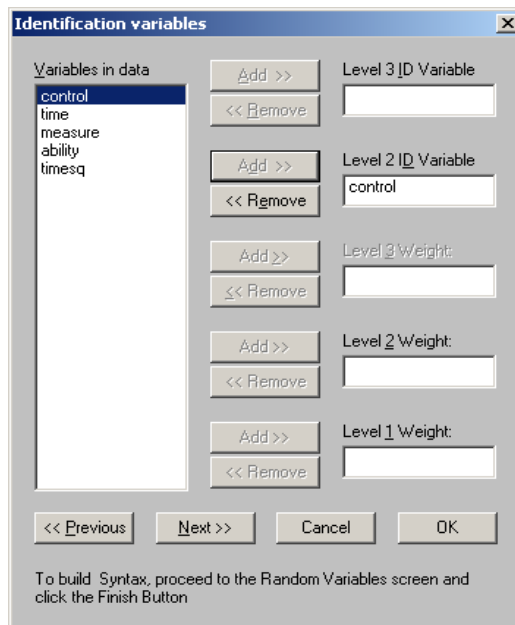 Identification variables
Variables in data
control
time
measure
ability
timesq
Add >>
<< Remove
Level 3 ID Variable
Add >>
<< Remove
Level 2 ID Variable
control
Add >>
<< Remove
Level 3 Weight:
Add >>
<< Remove
Level 2 Weight:
Add >>
<< Remove
Level 1 Weight:
<< Previous
Next >>
Cancel
OK
To build Syntax, proceed to the Random Variables screen and
click the Finish Button